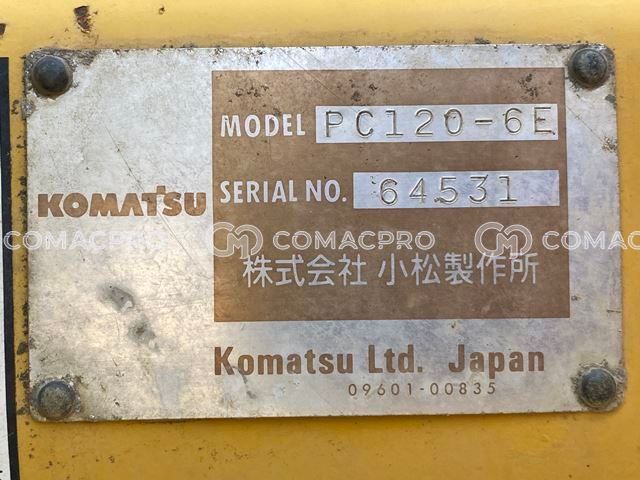 MODEL PC120-6E
KOMATSU
SERIAL NO. 64531
COMACPRO COMACPRO COMAC
株式会社 小松製作所
Komatsu Ltd. Japan
09601-00835